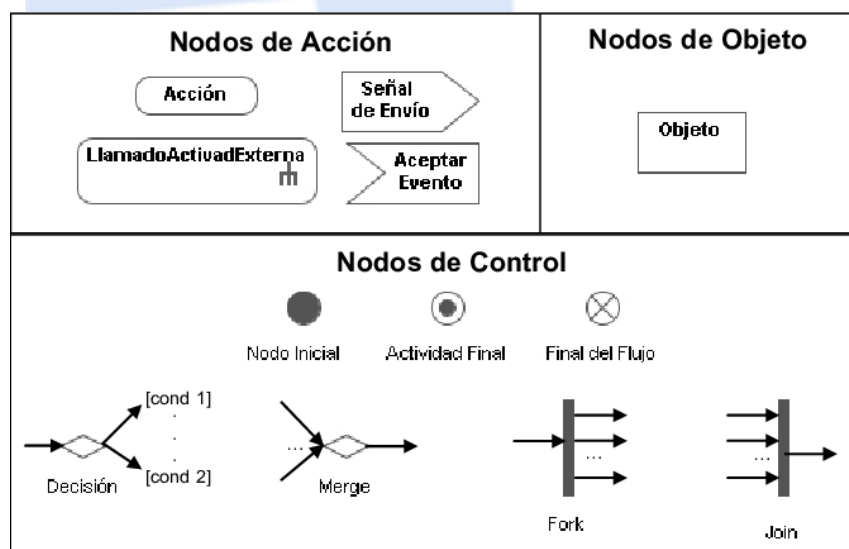 Nodos de Acción
Nodos de Objeto
Acción
Señal
de Envío
LlamadoActivadExterna
Aceptar
Evento
Objeto
Nodos de Control
Nodo Inicial
Actividad Final
Final del Flujo
[cond 1]
.
.
.
[cond 2]
Decisión
...
Merge
...
Fork
...
Join